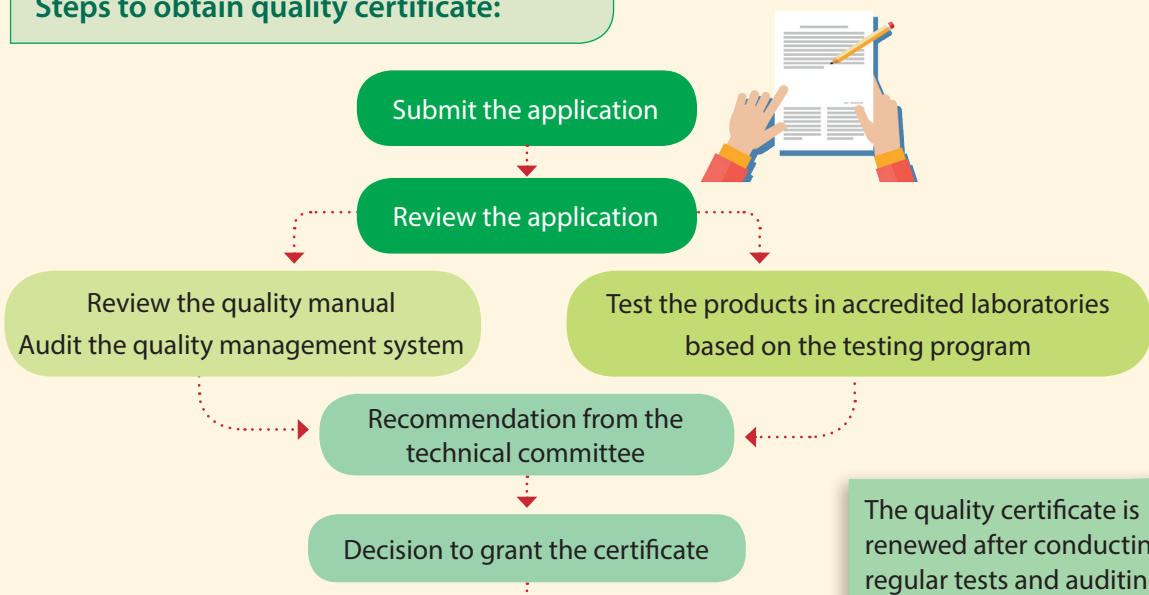 Steps to obtain quality certificate:
Submit the application
Review the application
Review the quality manual
Audit the quality management system
Test the products in accredited laboratories
based on the testing program
Recommendation from the
technical committee
Decision to grant the certificate
The quality certificate is
renewed after conductin
regular tests and auditin